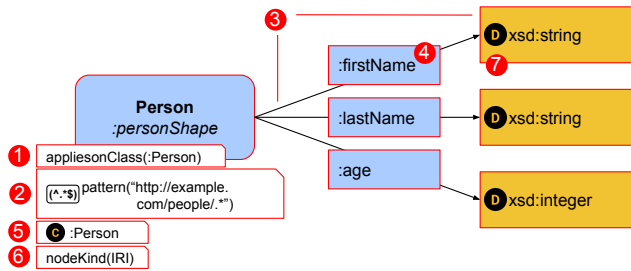 3
D xsd:string
:firstName 4
7
Person
:personShape
:lastName
D xsd:string
1 appliesonClass(:Person)
:age
2 (^.*$) pattern(“http://example.
com/people/.*”)
D xsd:integer
5 C :Person
6 nodeKind(IRI)